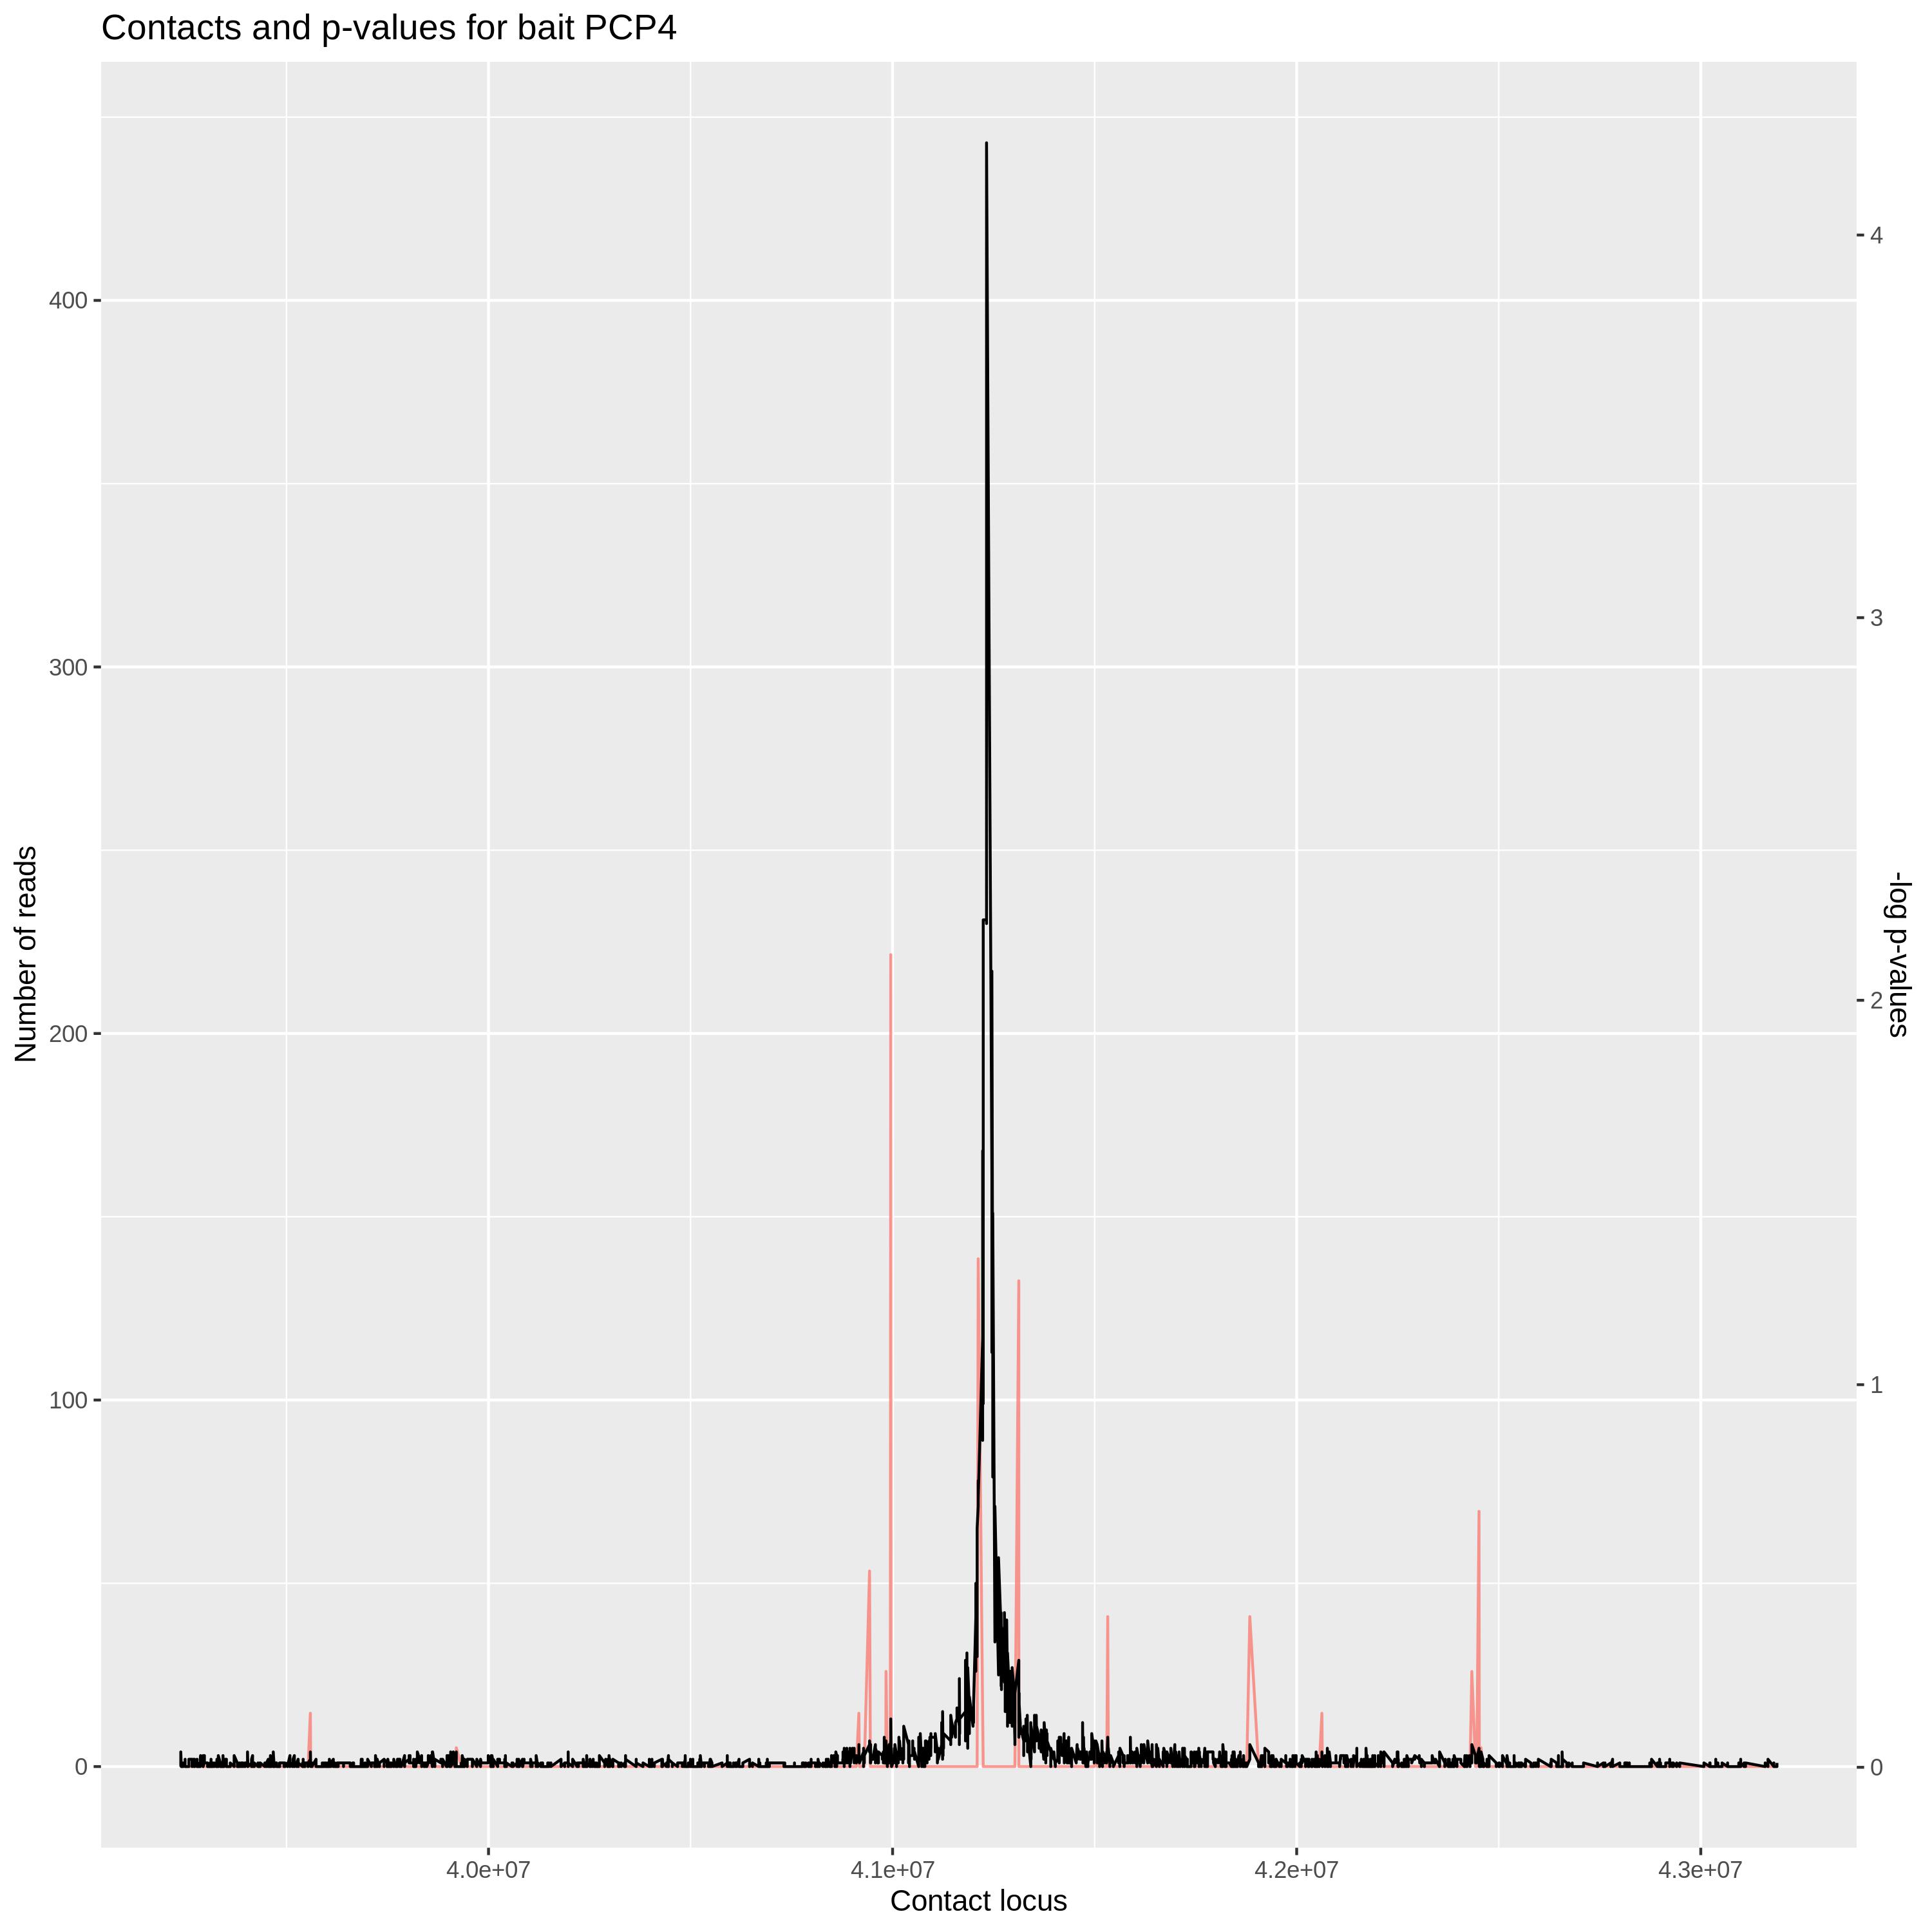 Contacts and p-values for bait PCP4
400
300
200
100
0
Number of reads
4
3
2
1
0
-log p-values
4.0e+07
4.1e+07
4.2e+07
4.3e+07
Contact locus